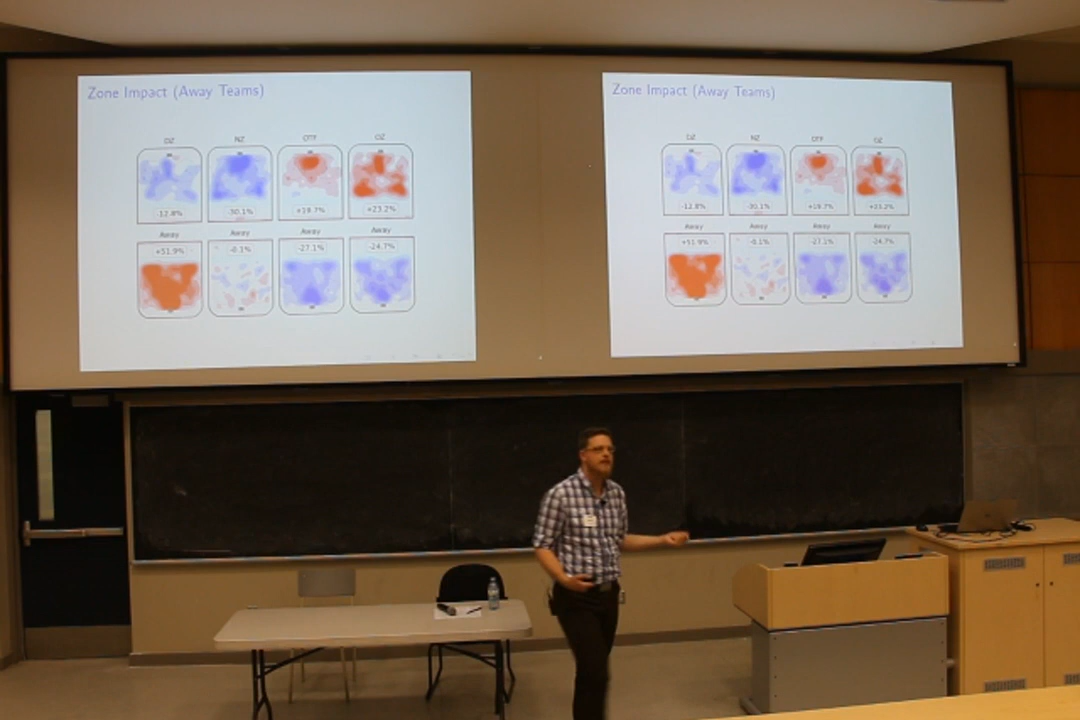 Zone Impact (Away Teams)
DZ NZ OTF OZ
-12.8% -30.1% +19.7% +23.2%
Away Away Away Away
+51.9% -0.1% -27.1% -24.7%
Zone Impact (Away Teams)
DZ NZ OTF OZ
-12.8% -30.1% +19.7% +23.2%
Away Away Away Away
+51.9% -0.1% -27.1% -24.7%